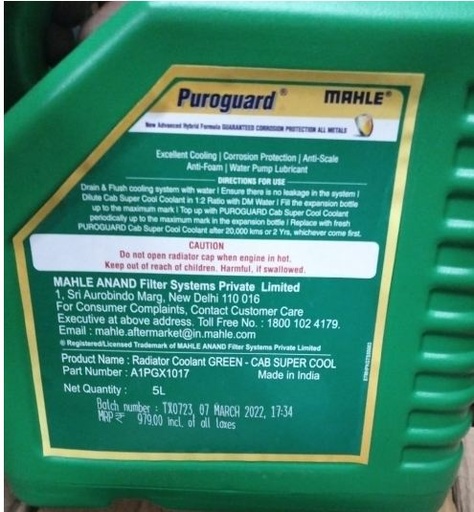 Puroguard® MAHLE®
New Advanced Hybrid Formula GUARANTEED CORROSION PROTECTION ALL METALS
Excellent Cooling | Corrosion Protection | Anti-Scale
Anti-Foam | Water Pump Lubricant
DIRECTIONS FOR USE
Drain & Flush cooling system with water | Ensure there is no leakage in the system |
Dilute Cab Super Cool Coolant in 1:2 Ratio with DM Water | Fill the expansion bottle
up to the maximum mark | Top up with PUROGUARD Cab Super Cool Coolant
periodically up to the maximum mark in the expansion bottle | Replace with fresh
PUROGUARD Cab Super Cool Coolant after 20,000 kms or 2 Yrs, whichever come first.
CAUTION
Do not open radiator cap when engine in hot.
Keep out of reach of children. Harmful, if swallowed.
MAHLE ANAND Filter Systems Private Limited
1, Sri Aurobindo Marg, New Delhi 110 016
For Consumer Complaints, Contact Customer Care
Executive at above address. Toll Free No. : 1800 102 4179.
Email : mahle.aftermarket@in.mahle.com
® Registered/Licensed Trademark of MAHLE ANAND Filter Systems Private Limited
Product Name : Radiator Coolant GREEN - CAB SUPER COOL
Part Number : A1PGX1017 Made in India
Net Quantity : 5L
Batch number : TX0723, 07 MARCH 2022, 17:34
MRP ₹ 979.00 incl. of all taxes